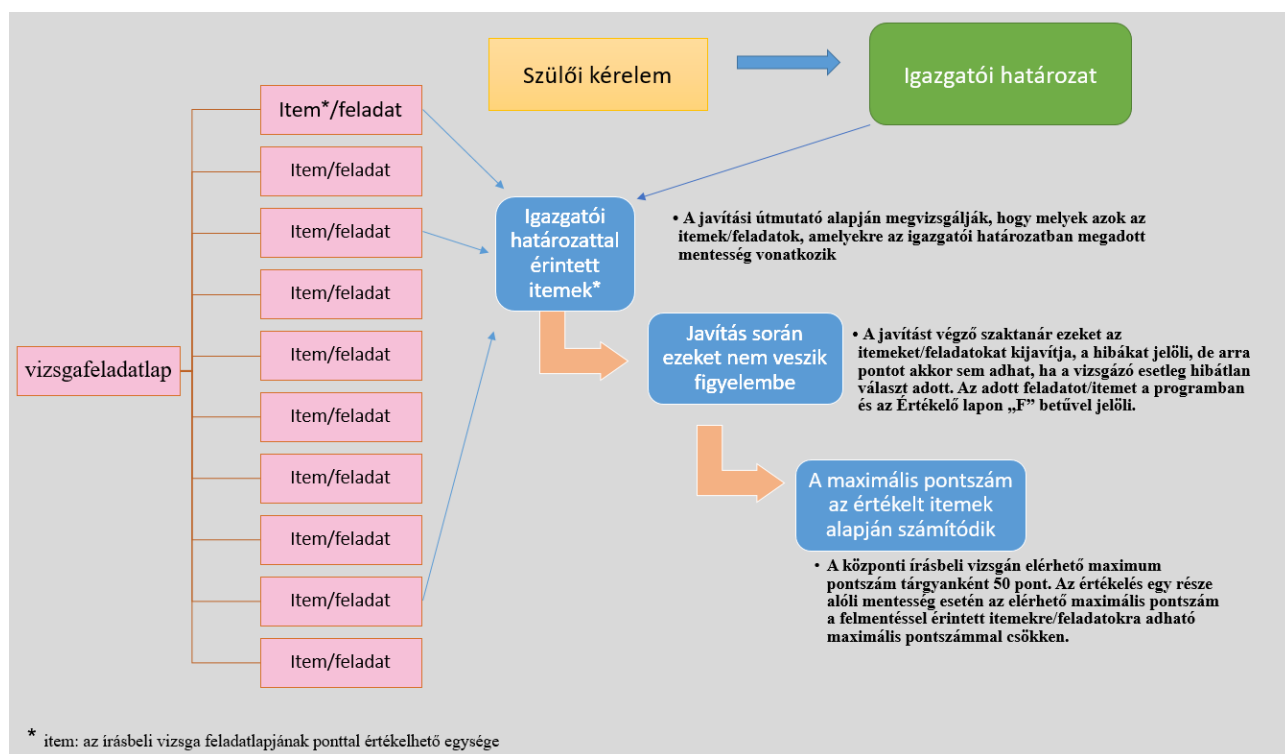 Szülői kérelem
Igazgatói határozat
vizsgafeladatlap
Item*/feladat
Item/feladat
Item/feladat
Item/feladat
Item/feladat
Item/feladat
Item/feladat
Item/feladat
Item/feladat
Item/feladat
Igazgatói
határozattal
érintett
itemek*
• A javítási útmutató alapján megvizsgálják, hogy melyek azok az
itemek/feladatok, amelyekre az igazgatói határozatban megadott
mentesség vonatkozik
Javítás során
ezeket nem veszik
figyelembe
• A javítást végző szaktanár ezeket az
itemeket/feladatokat kijavítja, a hibákat jelöli, de arra
pontot akkor sem adhat, ha a vizsgázó esetleg hibátlan
választ adott. Az adott feladatot/itemet a programban
és az Értékelő lapon „F” betűvel jelöli.
A maximális pontszám
az értékelt itemek
alapján számítódik
• A központi írásbeli vizsgán elérhető maximum
pontszám tárgyanként 50 pont. Az értékelés egy része
alóli mentesség esetén az elérhető maximális pontszám
a felmentéssel érintett itemekre/feladatokra adható
maximális pontszámmal csökken.
* item: az írásbeli vizsga feladatlapjának ponttal értékelhető egysége